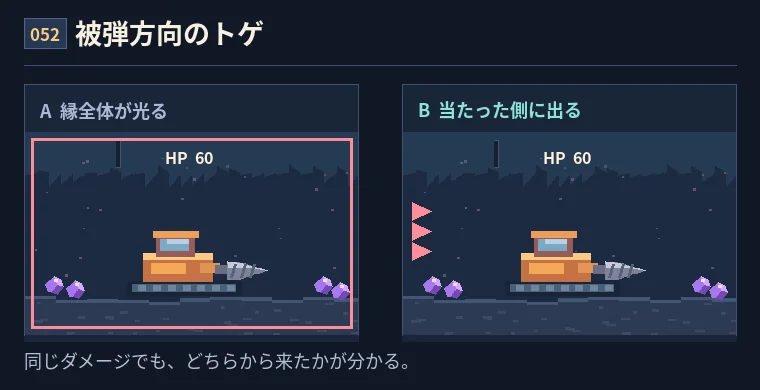 052 被弾方向のトゲ
A 縁全体が光る
HP 60
B 当たった側に出る
HP 60
同じダメージでも、どちらから来たかが分かる。